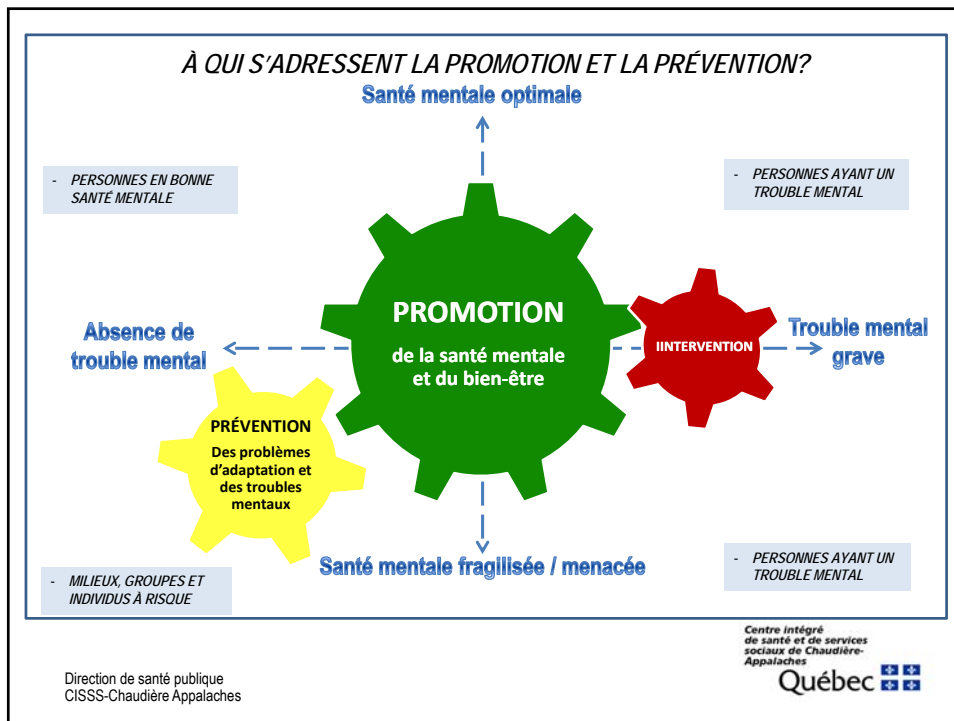 À QUI S'ADRESSENT LA PROMOTION ET LA PRÉVENTION?
Santé mentale optimale
- PERSONNES EN BONNE
SANTÉ MENTALE
- PERSONNES AYANT UN
TROUBLE MENTAL
PROMOTION
de la santé mentale
et du bien-être
IINTERVENTION
Absence de
trouble mental
Trouble mental
grave
PRÉVENTION
Des problèmes
d'adaptation et
des troubles
mentaux
Santé mentale fragilisée / menacée
- MILIEUX, GROUPES ET
INDIVIDUS À RISQUE
- PERSONNES AYANT UN
TROUBLE MENTAL
Direction de santé publique
CISSS-Chaudière Appalaches
Centre intégré
de santé et de services
sociaux de Chaudière-
Appalaches
Québec